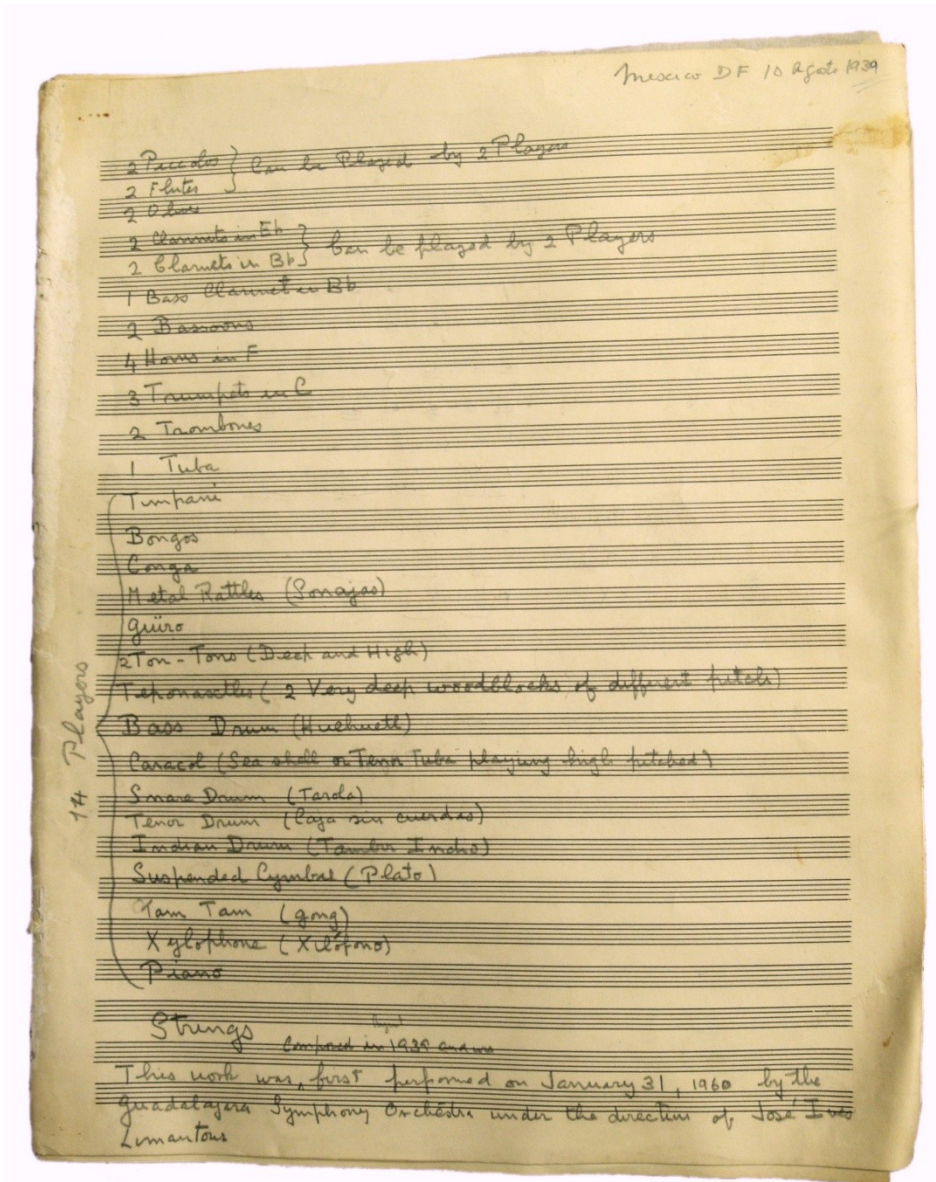 Mexico DF 10 Agosto 1939
2 Piccolos } Can be Played by 2 Players
2 Flutes
2 Oboes
2 Clarinets in Eb } Can be played by 2 Players
2 Clarinets in Bb
1 Bass Clarinet in Bb
2 Bassoons
4 Horns in F
3 Trumpets in C
2 Trombones
1 Tuba
14 Players
Timpani
Bongos
Conga
Metal Rattles (Sonajas)
Güiro
2 Ton-Tons (Deep and High)
Teponaxtles (2 Very deep woodblocks of different pitch)
Bass Drum (Huehuetl)
Caracol (Sea shell or Tenor Tuba playing high pitched)
Snare Drum (Tarola)
Tenor Drum (Caja sin cuerdas)
Indian Drum (Tambor Indio)
Suspended Cymbal (Plato)
Tam Tam (gong)
Xylophone (Xilófono)
Piano
Strings
August
Composed in 1939 and was
This work was first performed on January 31, 1960 by the
Guadalajara Symphony Orchestra under the direction of José Ives
Limantour